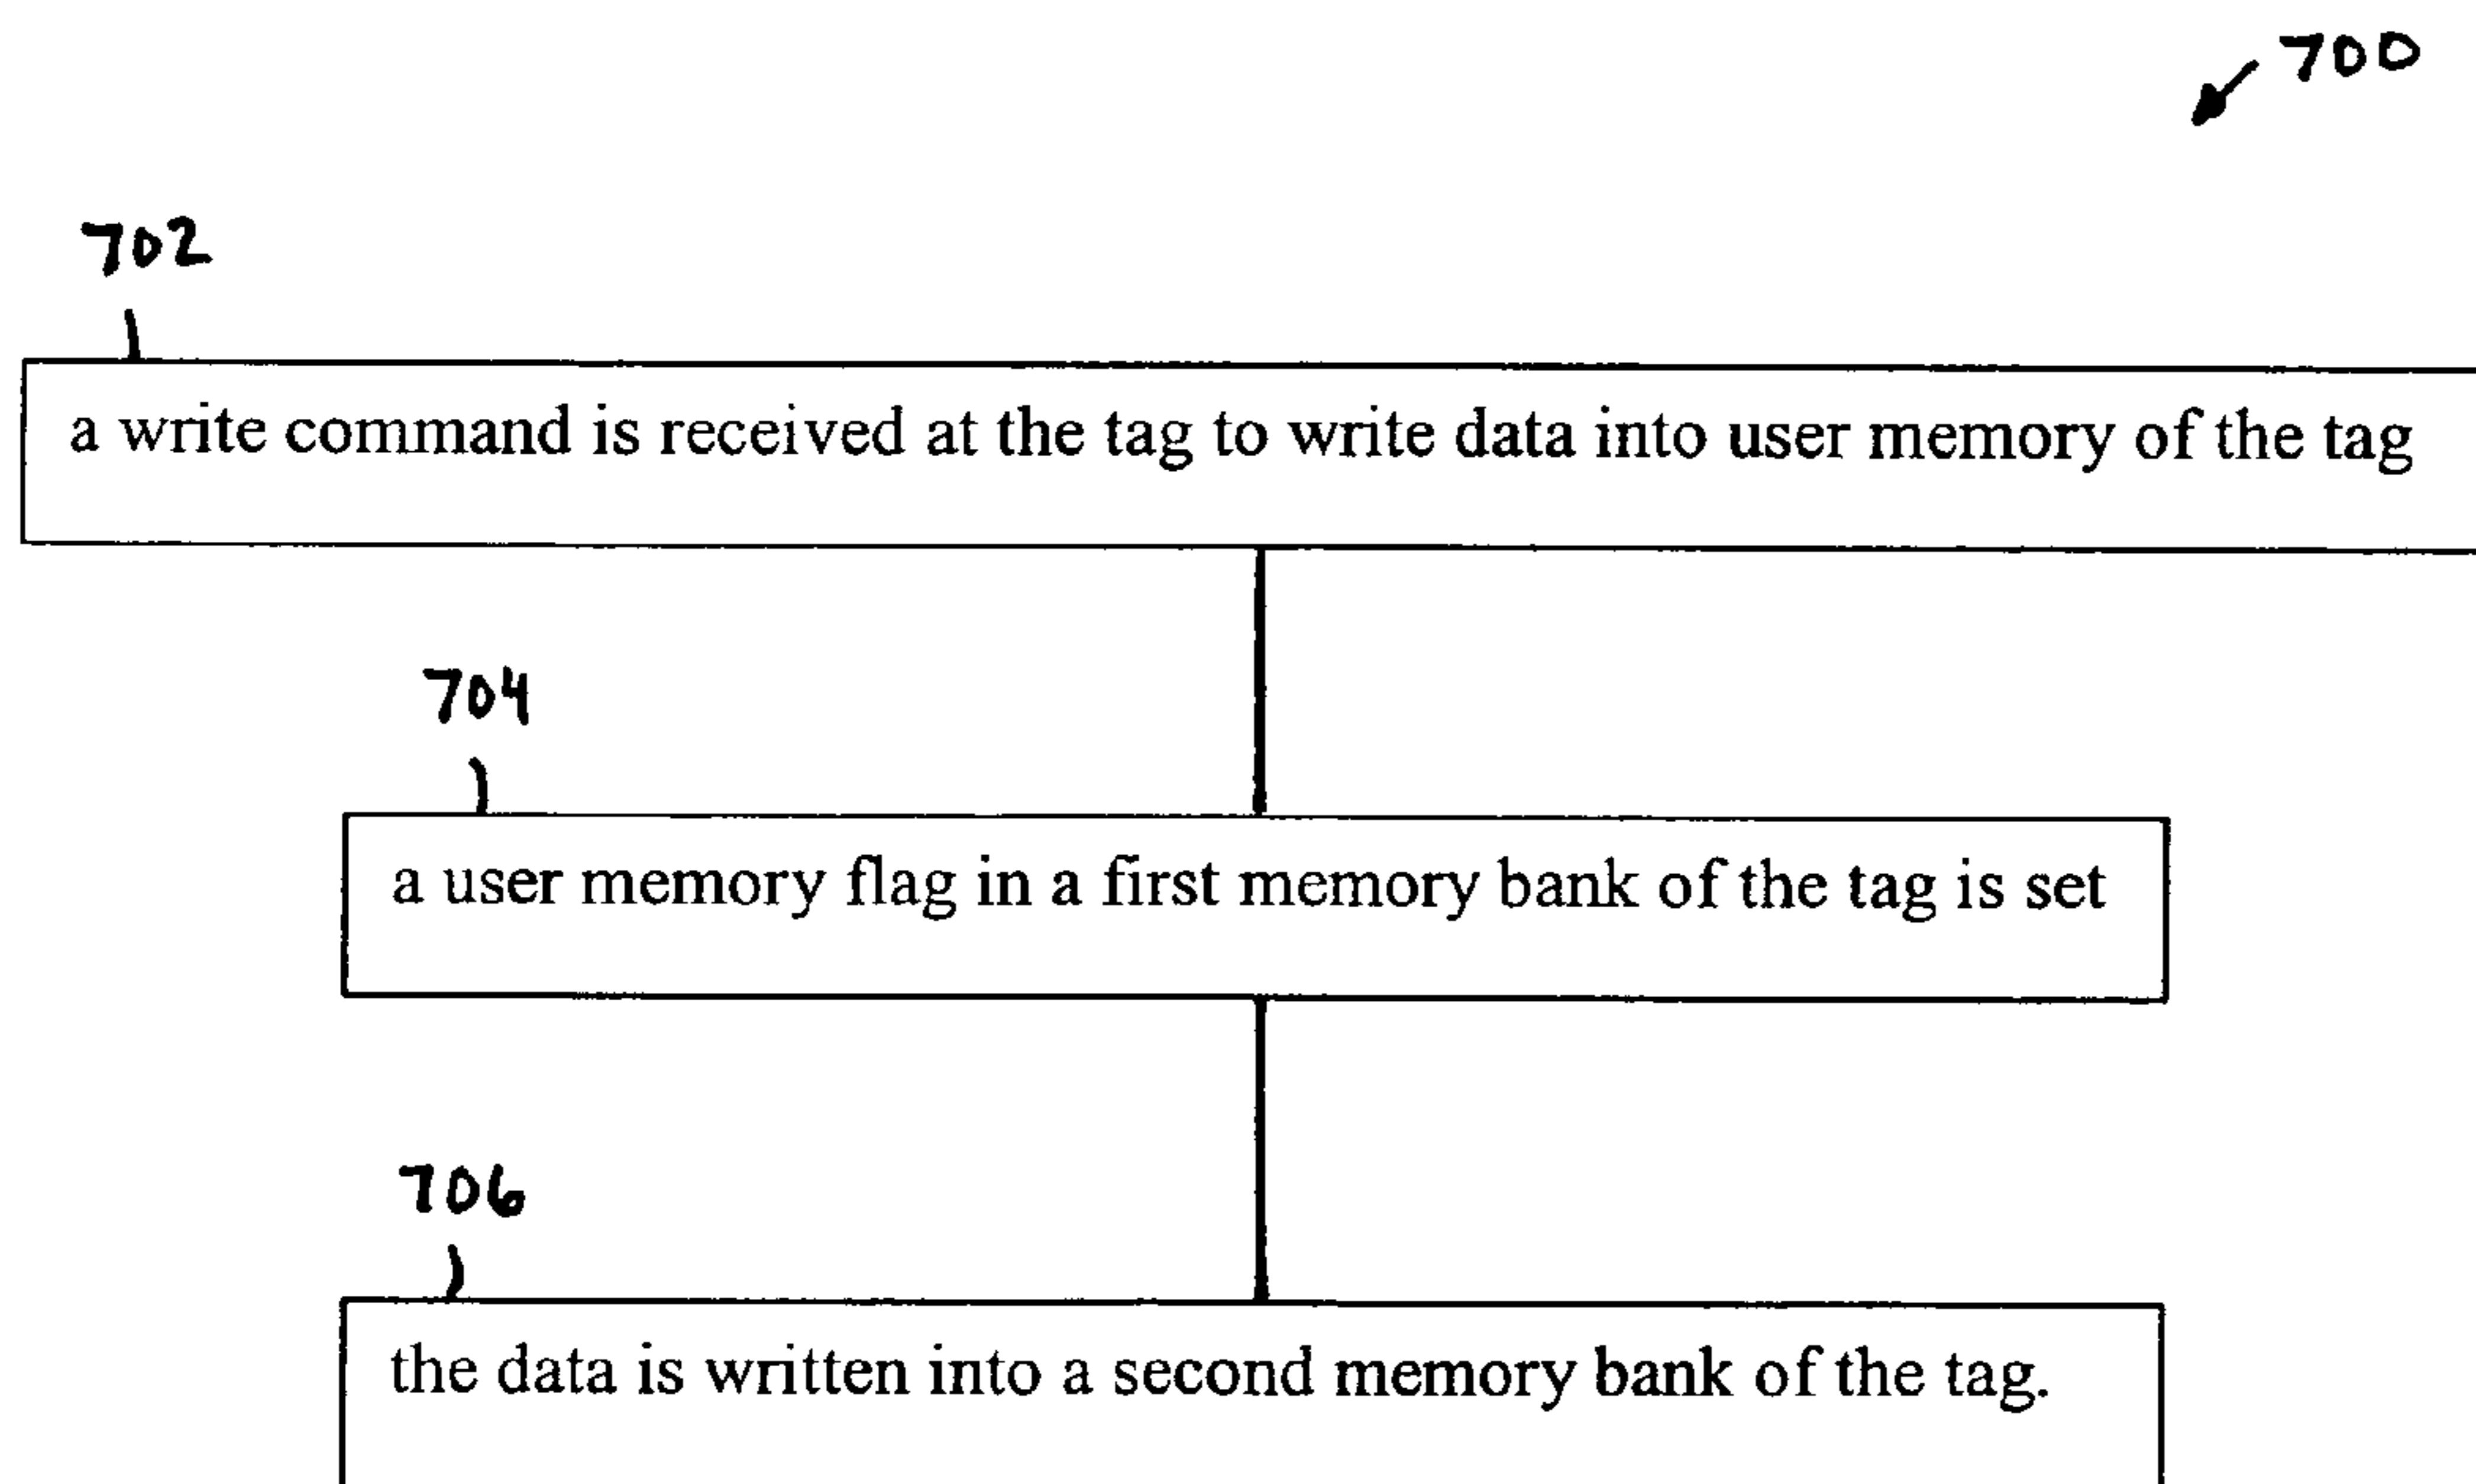 700
702
a write command is received at the tag to write data into user memory of the tag
704
a user memory flag in a first memory bank of the tag is set
706
the data is written into a second memory bank of the tag.